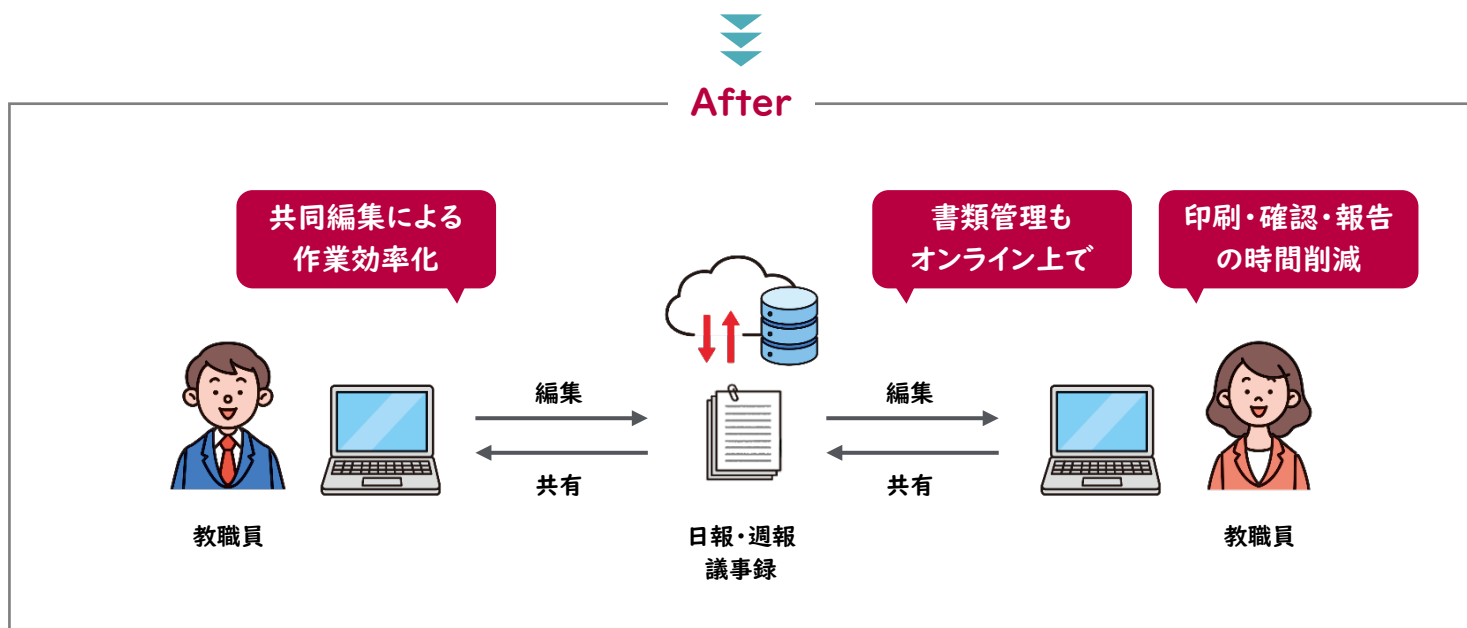 After
共同編集による
作業効率化
書類管理も
オンライン上で
印刷・確認・報告
の時間削減
編集
共有
編集
共有
教職員
日報・週報
議事録
教職員